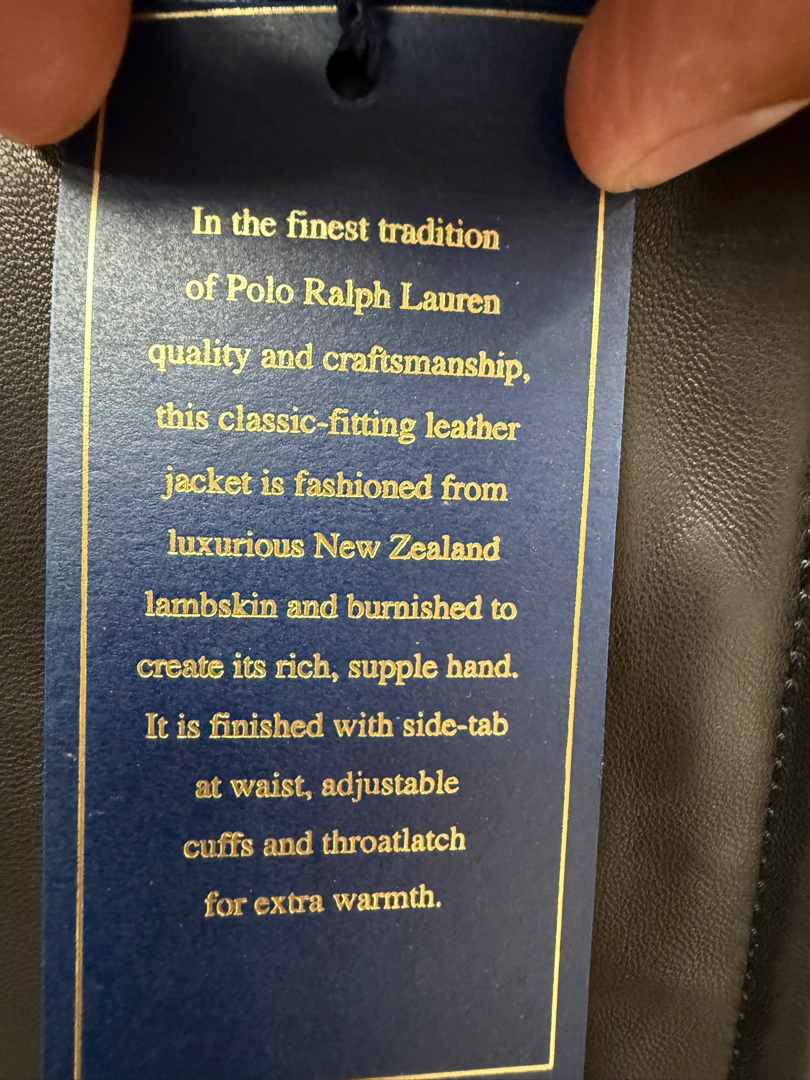 In the finest tradition
of Polo Ralph Lauren
quality and craftsmanship,
this classic-fitting leather
jacket is fashioned from
luxurious New Zealand
lambskin and burnished to
create its rich, supple hand.
It is finished with side-tab
at waist, adjustable
cuffs and throatlatch
for extra warmth.